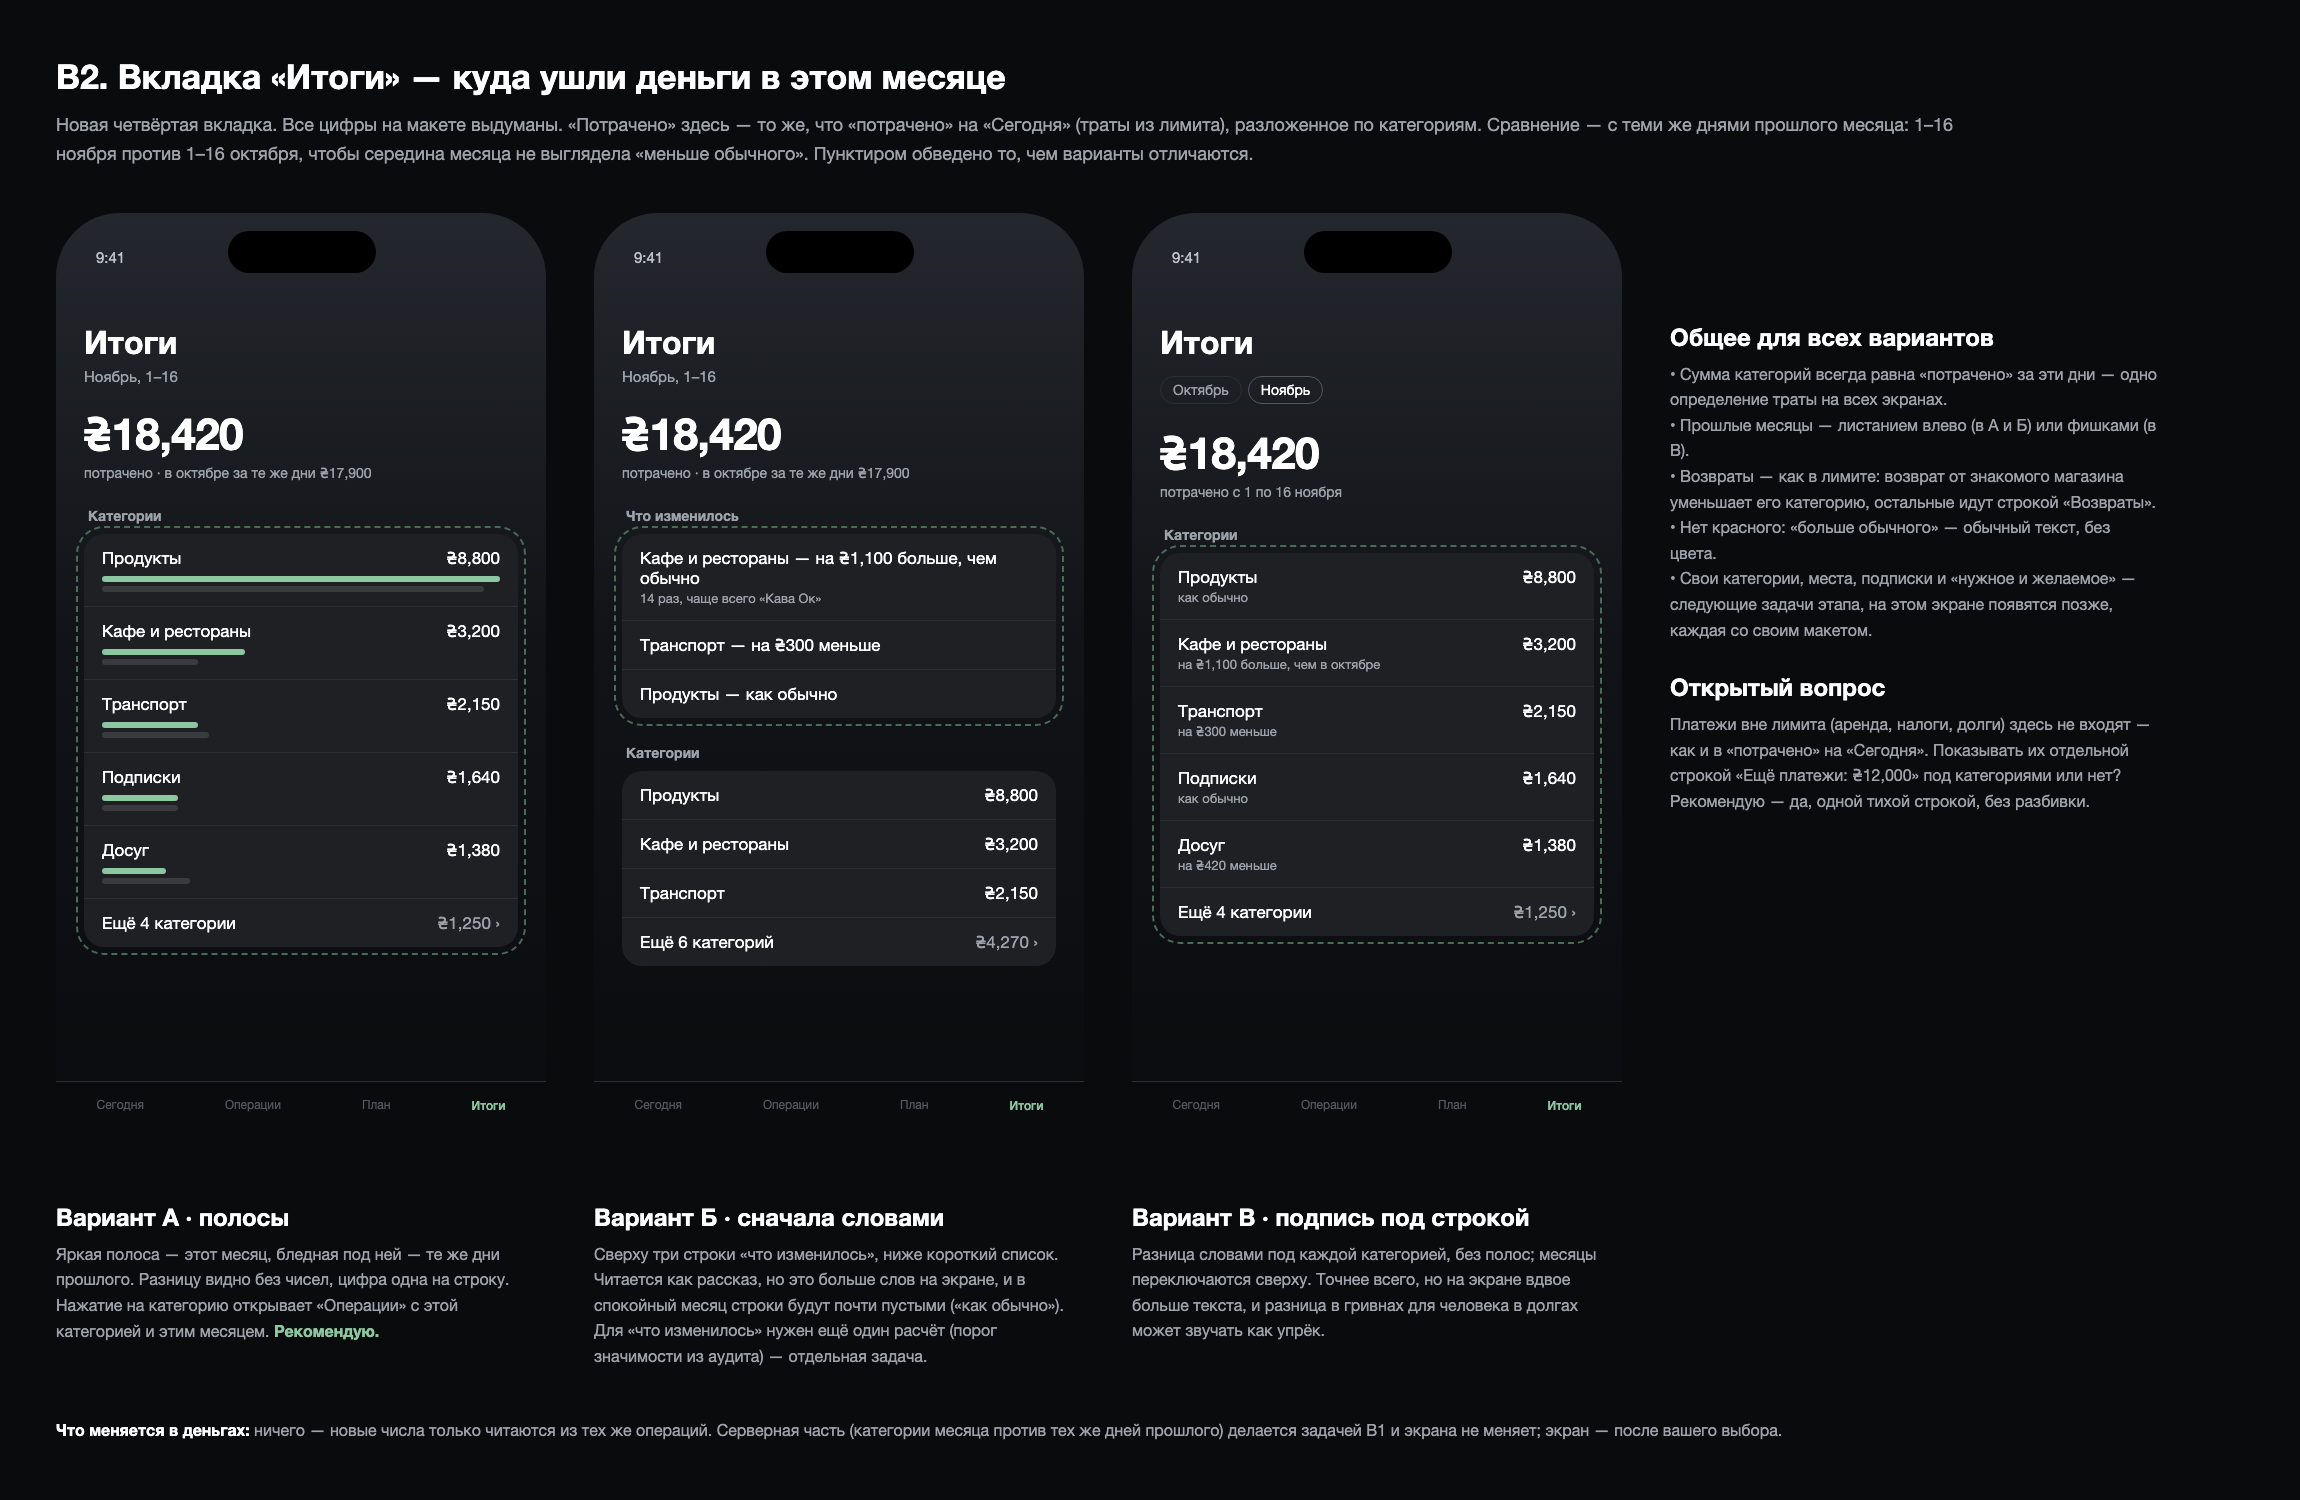 B2. Вкладка «Итоги» — куда ушли деньги в этом месяце
Новая четвёртая вкладка. Все цифры на макете выдуманы. «Потрачено» здесь — то же, что «потрачено» на «Сегодня» (траты из лимита), разложенное по категориям. Сравнение — с теми же днями прошлого месяца: 1–16
ноября против 1–16 октября, чтобы середина месяца не выглядела «меньше обычного». Пунктиром обведено то, чем варианты отличаются.
9:41
Итоги
Ноябрь, 1–16
₴18,420
потрачено · в октябре за те же дни ₴17,900
Категории
Продукты ₴8,800
Кафе и рестораны ₴3,200
Транспорт ₴2,150
Подписки ₴1,640
Досуг ₴1,380
Ещё 4 категории ₴1,250 ›
Сегодня Операции План Итоги
9:41
Итоги
Ноябрь, 1–16
₴18,420
потрачено · в октябре за те же дни ₴17,900
Что изменилось
Кафе и рестораны — на ₴1,100 больше, чем
обычно
14 раз, чаще всего «Кава Ок»
Транспорт — на ₴300 меньше
Продукты — как обычно
Категории
Продукты ₴8,800
Кафе и рестораны ₴3,200
Транспорт ₴2,150
Ещё 6 категорий ₴4,270 ›
Сегодня Операции План Итоги
9:41
Итоги
Октябрь Ноябрь
₴18,420
потрачено с 1 по 16 ноября
Категории
Продукты ₴8,800
как обычно
Кафе и рестораны ₴3,200
на ₴1,100 больше, чем в октябре
Транспорт ₴2,150
на ₴300 меньше
Подписки ₴1,640
как обычно
Досуг ₴1,380
на ₴420 меньше
Ещё 4 категории ₴1,250 ›
Сегодня Операции План Итоги
Общее для всех вариантов
• Сумма категорий всегда равна «потрачено» за эти дни — одно
определение траты на всех экранах.
• Прошлые месяцы — листанием влево (в А и Б) или фишками (в
В).
• Возвраты — как в лимите: возврат от знакомого магазина
уменьшает его категорию, остальные идут строкой «Возвраты».
• Нет красного: «больше обычного» — обычный текст, без
цвета.
• Свои категории, места, подписки и «нужное и желаемое» —
следующие задачи этапа, на этом экране появятся позже,
каждая со своим макетом.
Открытый вопрос
Платежи вне лимита (аренда, налоги, долги) здесь не входят —
как и в «потрачено» на «Сегодня». Показывать их отдельной
строкой «Ещё платежи: ₴12,000» под категориями или нет?
Рекомендую — да, одной тихой строкой, без разбивки.
Вариант А · полосы
Яркая полоса — этот месяц, бледная под ней — те же дни
прошлого. Разницу видно без чисел, цифра одна на строку.
Нажатие на категорию открывает «Операции» с этой
категорией и этим месяцем. Рекомендую.
Вариант Б · сначала словами
Сверху три строки «что изменилось», ниже короткий список.
Читается как рассказ, но это больше слов на экране, и в
спокойный месяц строки будут почти пустыми («как обычно»).
Для «что изменилось» нужен ещё один расчёт (порог
значимости из аудита) — отдельная задача.
Вариант В · подпись под строкой
Разница словами под каждой категорией, без полос; месяцы
переключаются сверху. Точнее всего, но на экране вдвое
больше текста, и разница в гривнах для человека в долгах
может звучать как упрёк.
Что меняется в деньгах: ничего — новые числа только читаются из тех же операций. Серверная часть (категории месяца против тех же дней прошлого) делается задачей B1 и экрана не меняет; экран — после вашего выбора.